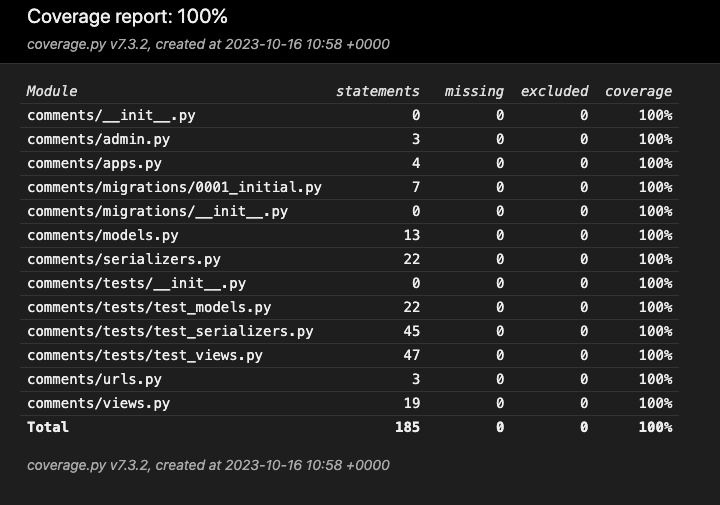 Coverage report: 100%
coverage.py v7.3.2, created at 2023-10-16 10:58 +0000
Module statements missing excluded coverage
comments/__init__.py 0 0 0 100%
comments/admin.py 3 0 0 100%
comments/apps.py 4 0 0 100%
comments/migrations/0001_initial.py 7 0 0 100%
comments/migrations/__init__.py 0 0 0 100%
comments/models.py 13 0 0 100%
comments/serializers.py 22 0 0 100%
comments/tests/__init__.py 0 0 0 100%
comments/tests/test_models.py 22 0 0 100%
comments/tests/test_serializers.py 45 0 0 100%
comments/tests/test_views.py 47 0 0 100%
comments/urls.py 3 0 0 100%
comments/views.py 19 0 0 100%
Total 185 0 0 100%
coverage.py v7.3.2, created at 2023-10-16 10:58 +0000